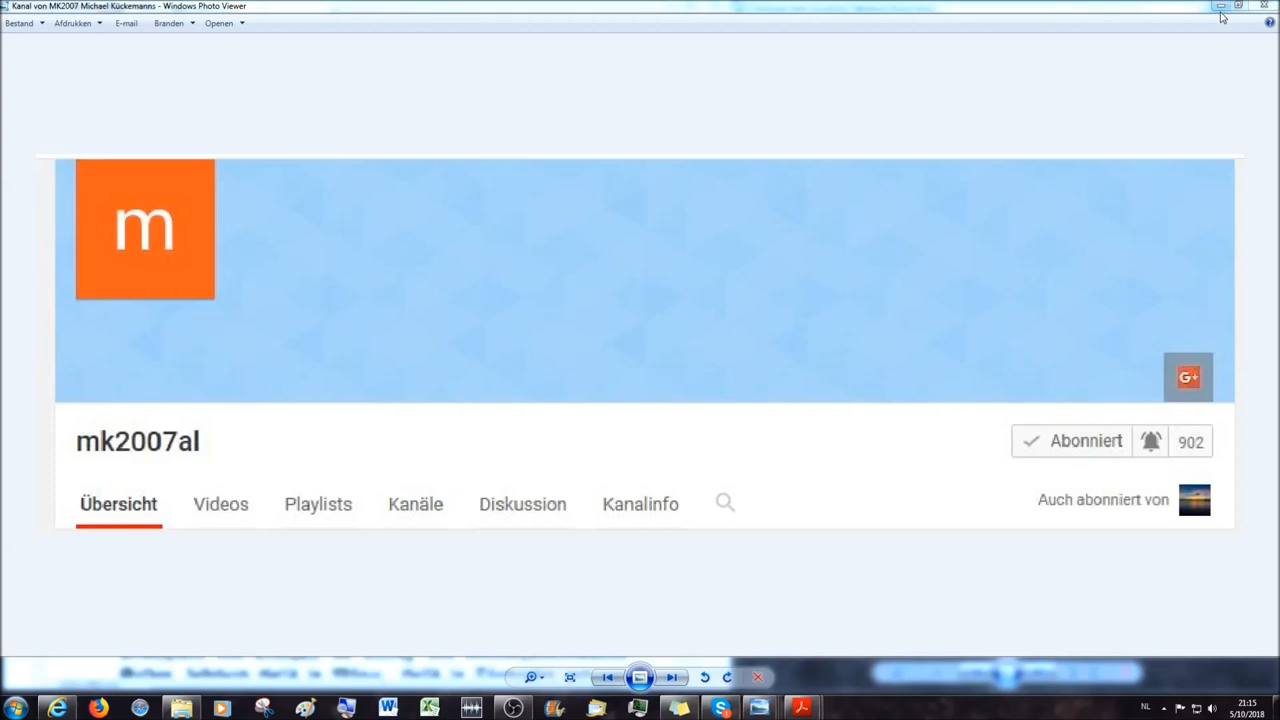 Kanal von MK2007 Michael Kückemanns - Windows Photo Viewer
Bestand Afdrukken E-mail Branden Openen
m
G+
mk2007al
Abonniert 902
Übersicht Videos Playlists Kanäle Diskussion Kanalinfo
Auch abonniert von
NL 21:15
5/10/2018